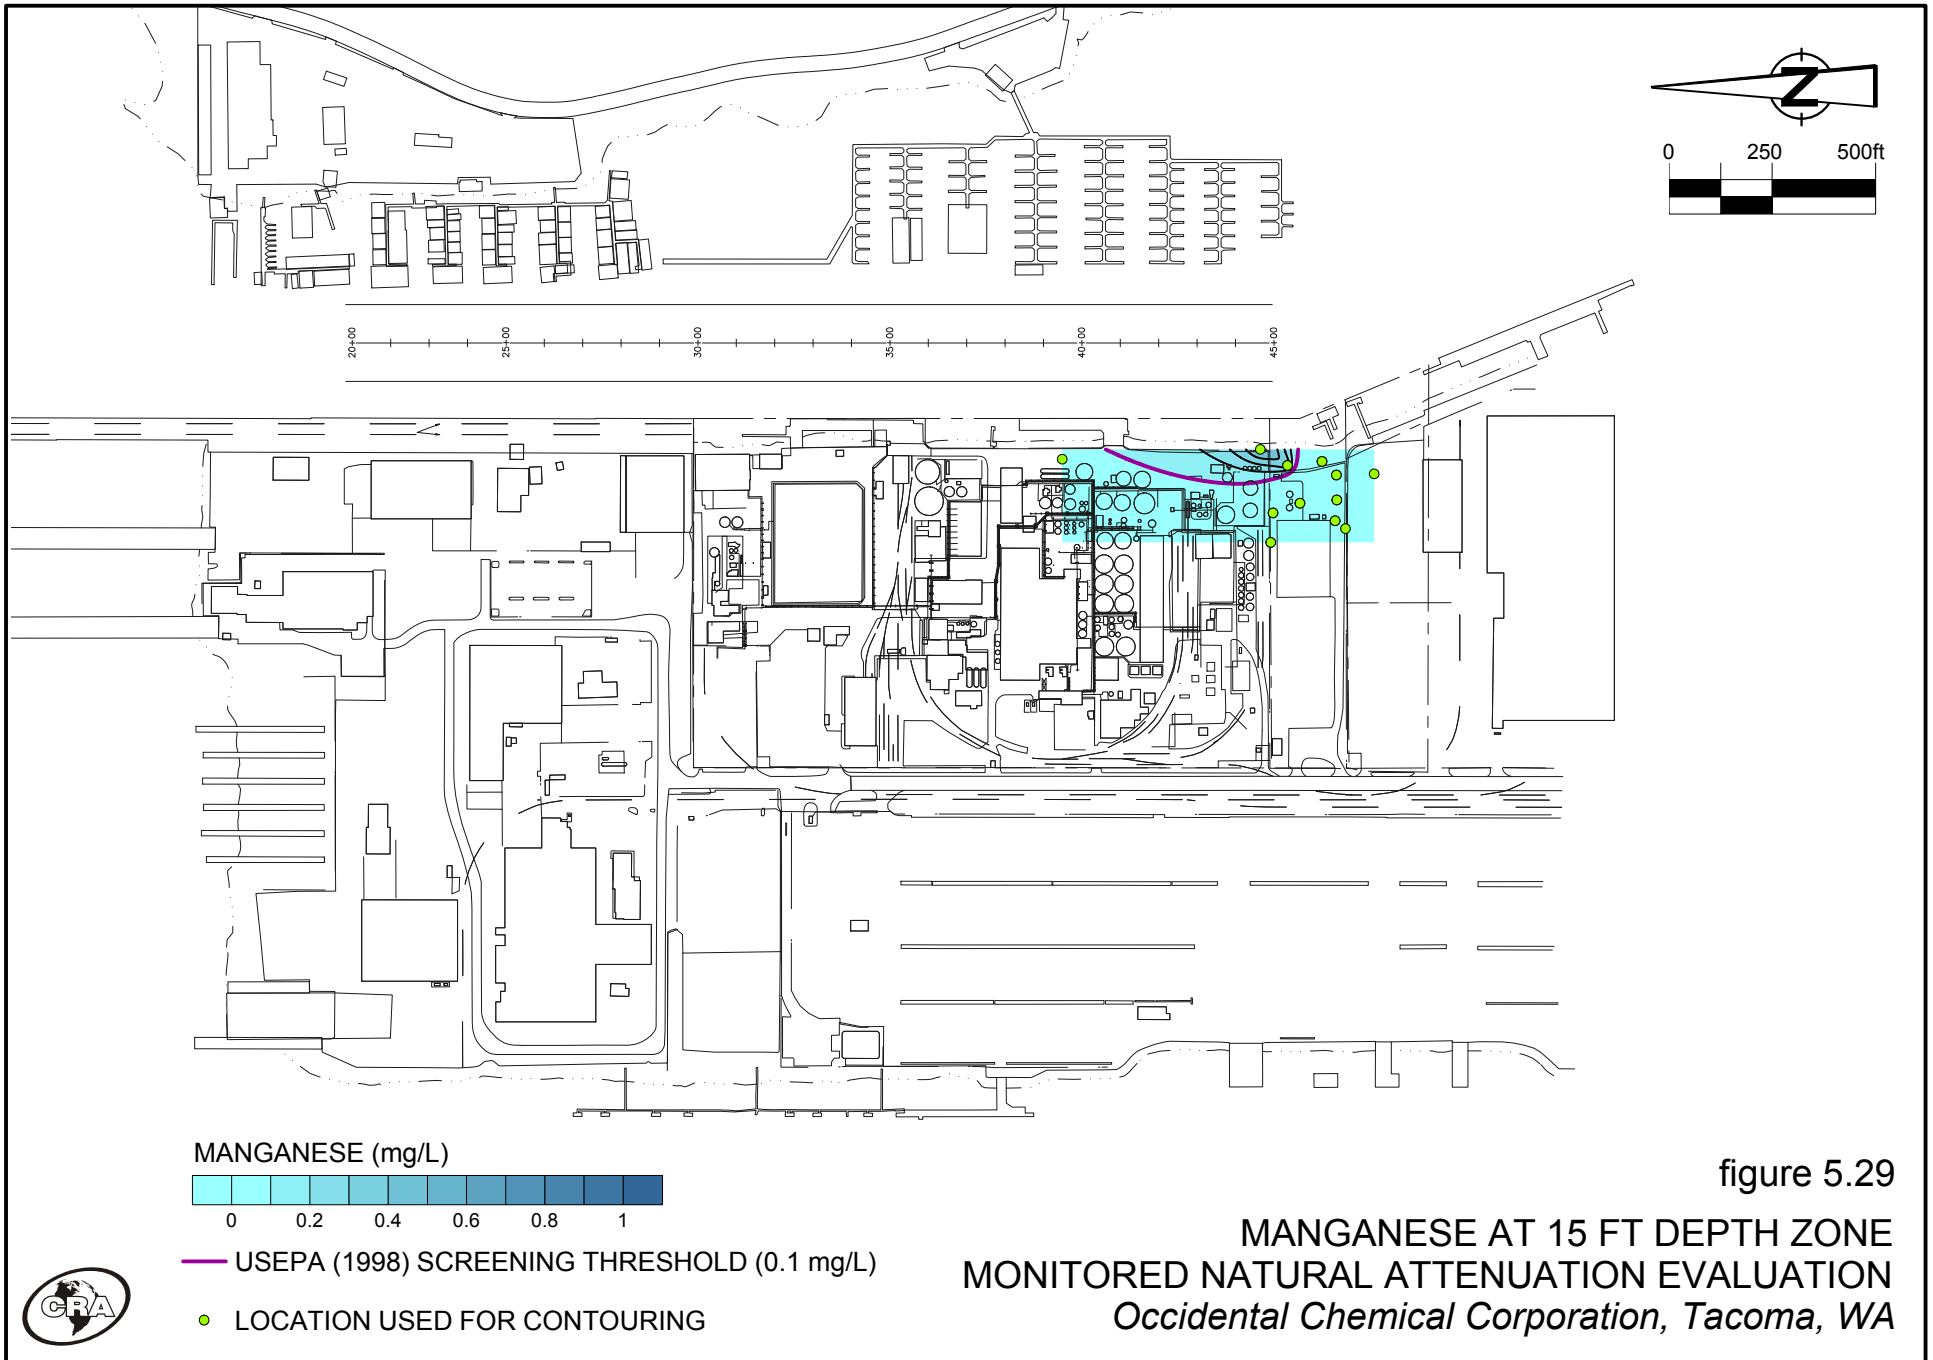 Z
0 250 500ft
20+00 25+00 30+00 35+00 40+00 45+00
MANGANESE (mg/L)
0 0.2 0.4 0.6 0.8 1
USEPA (1998) SCREENING THRESHOLD (0.1 mg/L)
LOCATION USED FOR CONTOURING
CRA
figure 5.29
MANGANESE AT 15 FT DEPTH ZONE
MONITORED NATURAL ATTENUATION EVALUATION
Occidental Chemical Corporation, Tacoma, WA